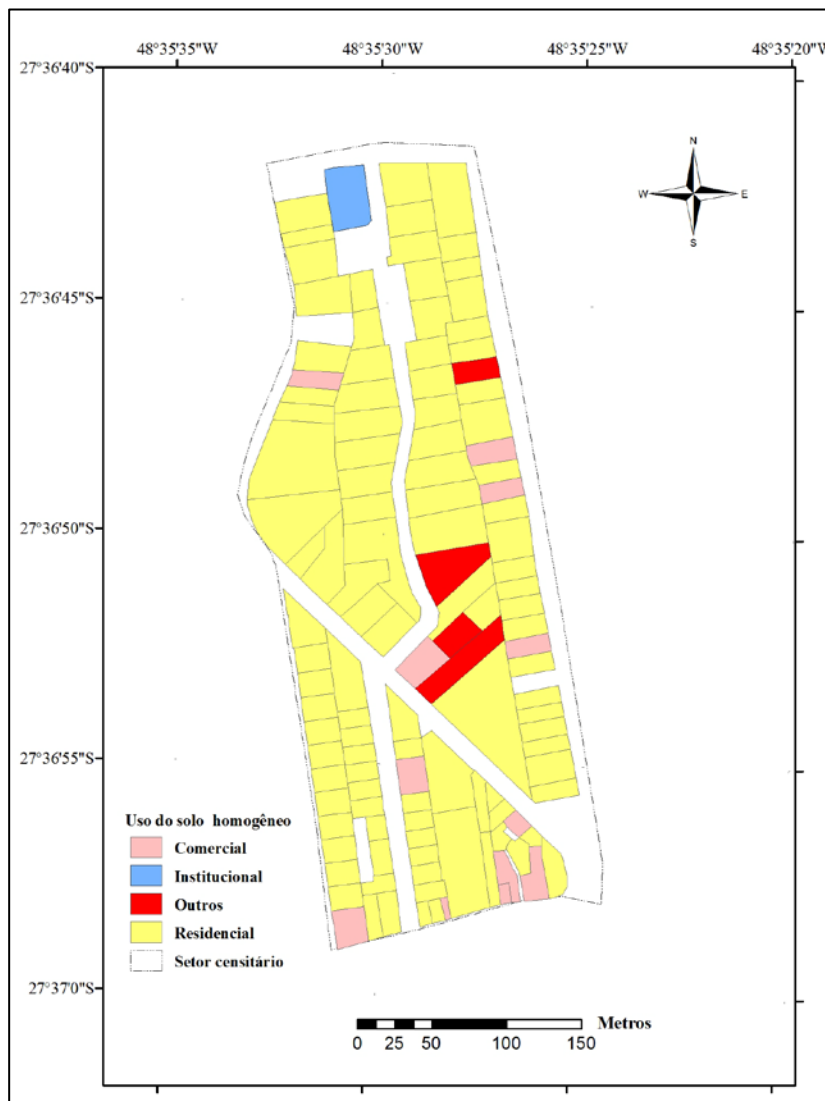 48°35'35"W 48°35'30"W 48°35'25"W 48°35'20"W
27°36'40"S
N
W E
S
27°36'45"S
27°36'50"S
27°36'55"S
Uso do solo homogêneo
Comercial
Institucional
Outros
Residencial
Setor censitário
27°37'0"S
Metros
0 25 50 100 150